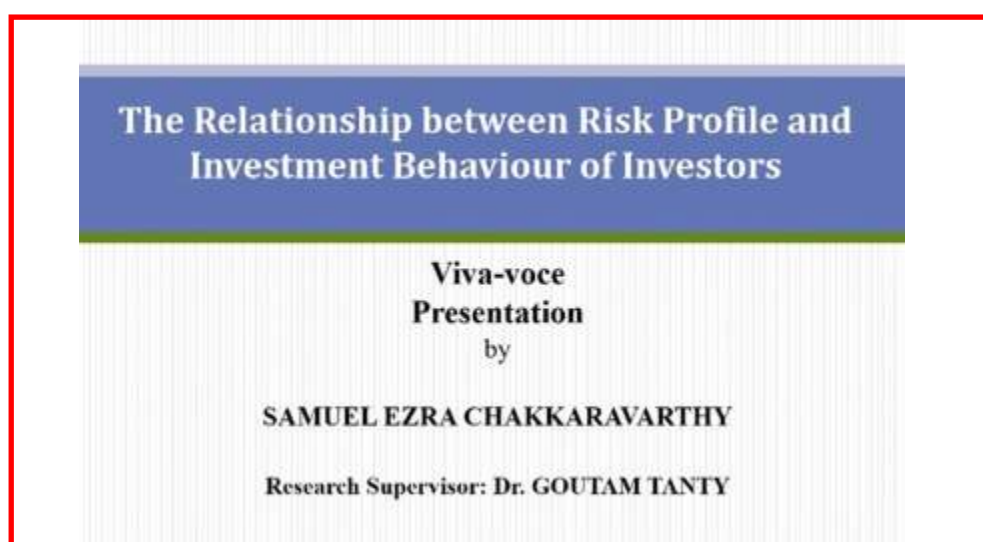 The Relationship between Risk Profile and
Investment Behaviour of Investors
Viva-voce
Presentation
by
SAMUEL EZRA CHAKKARAVARTHY
Research Supervisor: Dr. GOUTAM TANTY